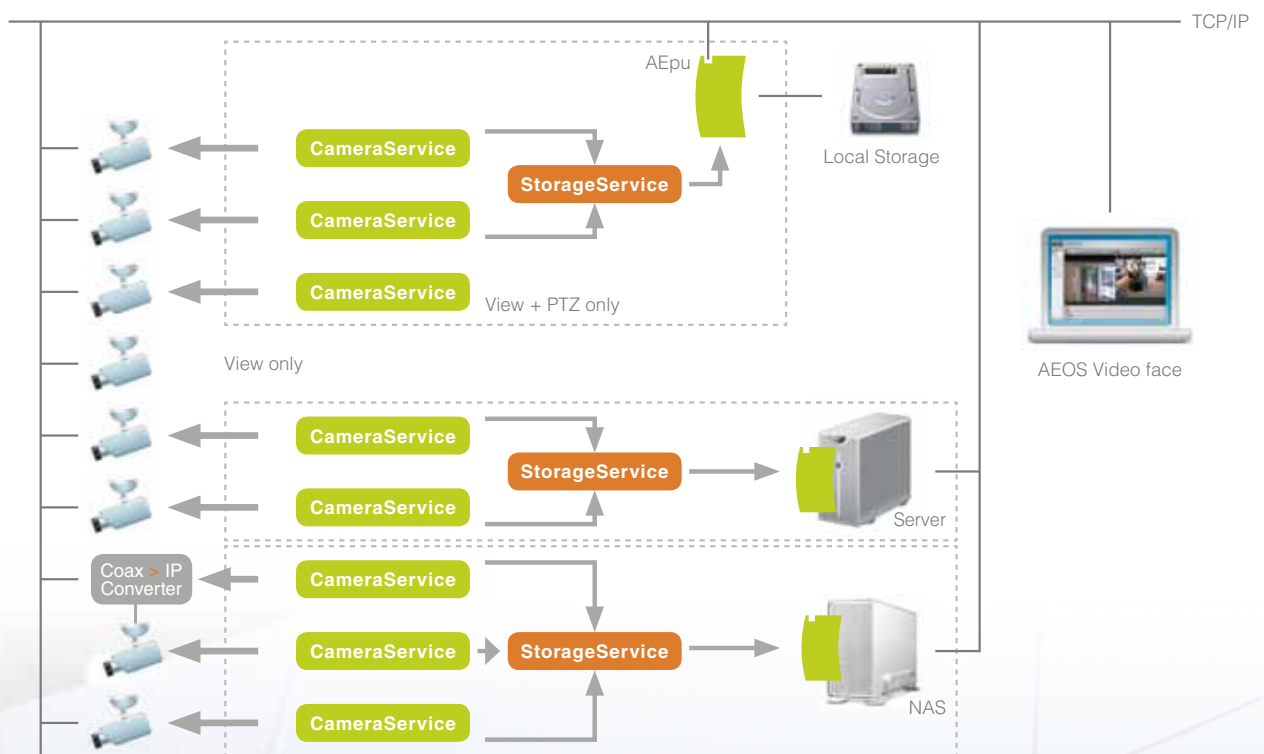 TCP/IP
AEpu
CameraService
Local Storage
StorageService
CameraService
CameraService
View + PTZ only
View only
AEOS Video face
CameraService
StorageService
CameraService
Server
Coax > IP
Converter
CameraService
CameraService
StorageService
NAS
CameraService